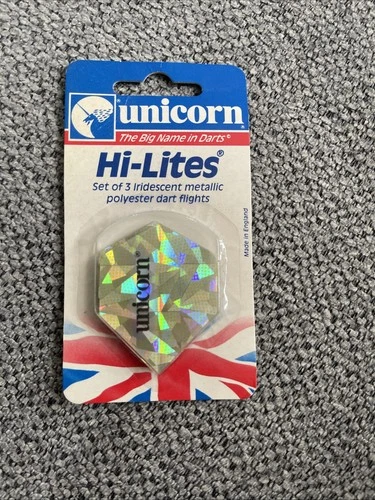 unicorn®
The Big Name in Darts©
Hi-Lites®
Set of 3 Iridescent metallic
polyester dart flights
Made in England
unicorn